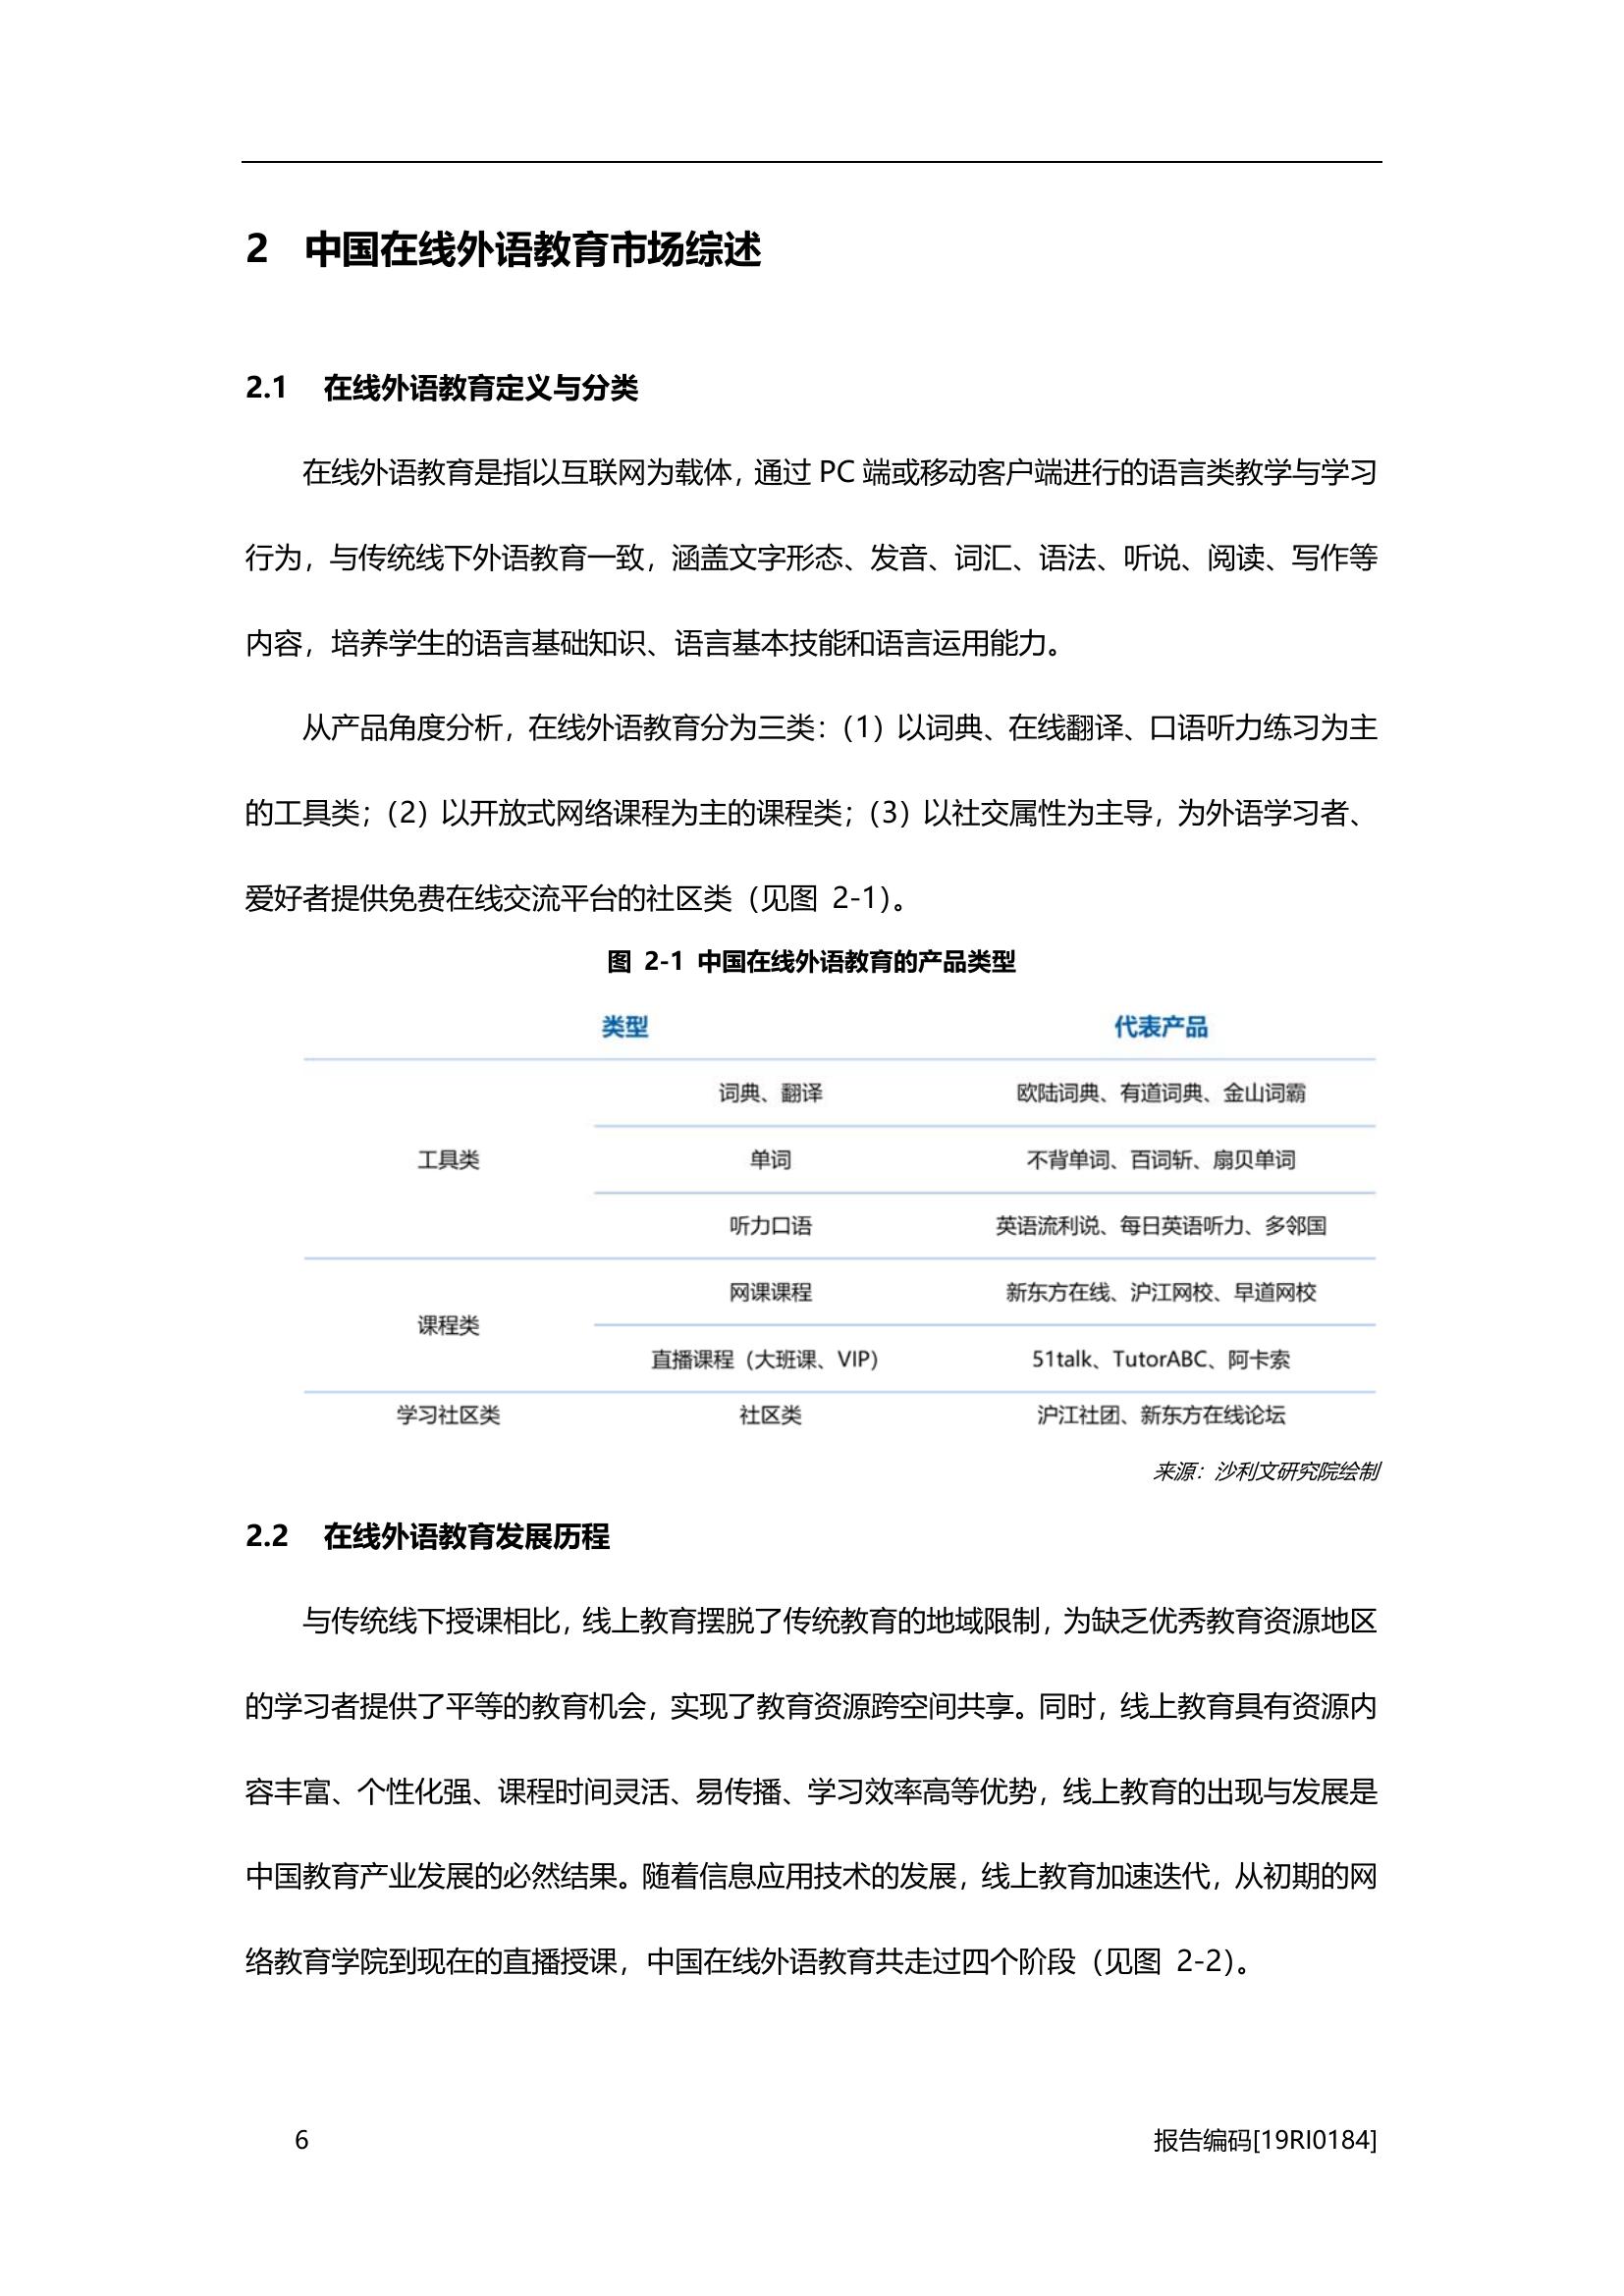 2 中国在线外语教育市场综述
2.1 在线外语教育定义与分类
在线外语教育是指以互联网为载体，通过 PC 端或移动客户端进行的语言类教学与学习
行为，与传统线下外语教育一致，涵盖文字形态、发音、词汇、语法、听说、阅读、写作等
内容，培养学生的语言基础知识、语言基本技能和语言运用能力。
从产品角度分析，在线外语教育分为三类：（1）以词典、在线翻译、口语听力练习为主
的工具类；（2）以开放式网络课程为主的课程类；（3）以社交属性为主导，为外语学习者、
爱好者提供免费在线交流平台的社区类（见图 2-1）。
图 2-1 中国在线外语教育的产品类型
类型 代表产品
词典、翻译 欧陆词典、有道词典、金山词霸
工具类 单词 不背单词、百词斩、扇贝单词
听力口语 英语流利说、每日英语听力、多邻国
网课课程 新东方在线、沪江网校、早道网校
课程类
直播课程（大班课、VIP） 51talk、TutorABC、阿卡索
学习社区类 社区类 沪江社团、新东方在线论坛
来源：沙利文研究院绘制
2.2 在线外语教育发展历程
与传统线下授课相比，线上教育摆脱了传统教育的地域限制，为缺乏优秀教育资源地区
的学习者提供了平等的教育机会，实现了教育资源跨空间共享。同时，线上教育具有资源内
容丰富、个性化强、课程时间灵活、易传播、学习效率高等优势，线上教育的出现与发展是
中国教育产业发展的必然结果。随着信息应用技术的发展，线上教育加速迭代，从初期的网
络教育学院到现在的直播授课，中国在线外语教育共走过四个阶段（见图 2-2）。
6 报告编码[19RI0184]